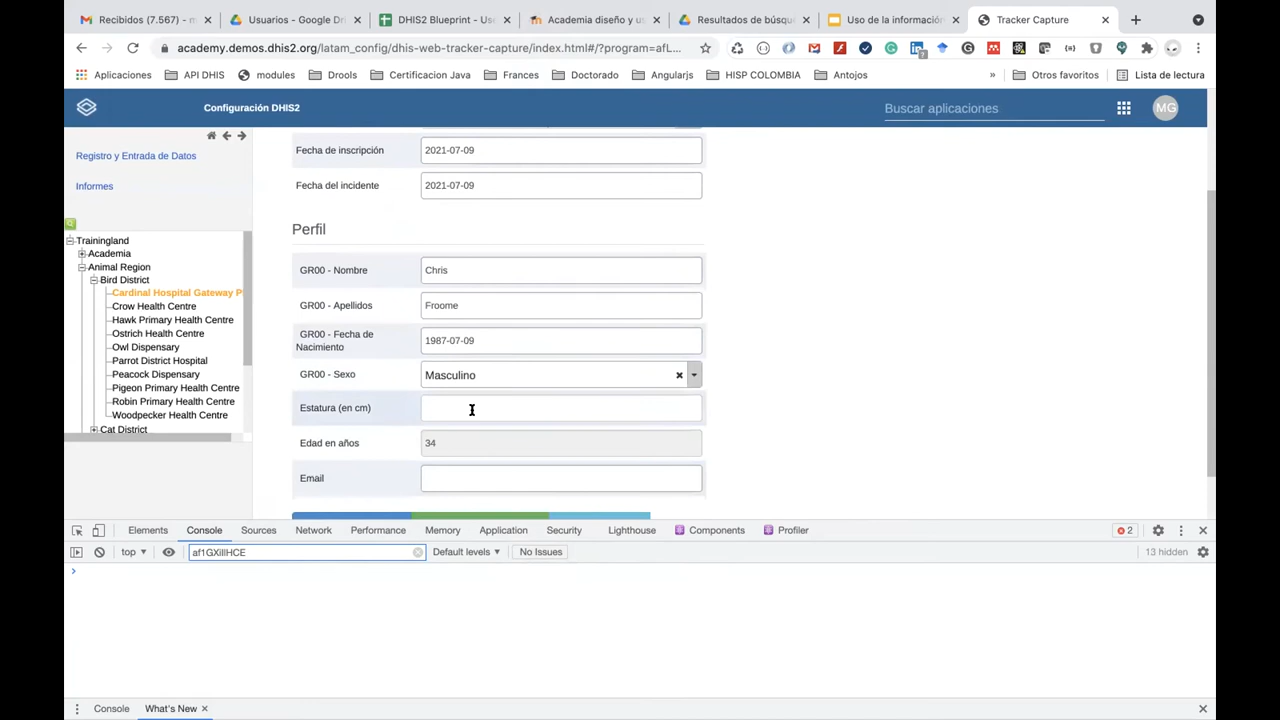 Recibidos (7.567) - m
Usuarios - Google Dri
DHIS2 Blueprint - Use
Academia diseño y us
Resultados de búsqu
Uso de la información
Tracker Capture
academy.demos.dhis2.org/latam_config/dhis-web-tracker-capture/index.html#/?program=afL...
Aplicaciones
API DHIS
modules
Drools
Certificacion Java
Frances
Doctorado
Angularjs
HISP COLOMBIA
Antojos
»
Otros favoritos
Lista de lectura
Configuración DHIS2
Buscar aplicaciones
MG
Registro y Entrada de Datos
Informes
Trainingland
Academia
Animal Region
Bird District
Cardinal Hospital Gateway P
Crow Health Centre
Hawk Primary Health Centre
Ostrich Health Centre
Owl Dispensary
Parrot District Hospital
Peacock Dispensary
Pigeon Primary Health Centre
Robin Primary Health Centre
Woodpecker Health Centre
Cat District
Fecha de inscripción
2021-07-09
Fecha del incidente
2021-07-09
Perfil
GR00 - Nombre
Chris
GR00 - Apellidos
Froome
GR00 - Fecha de
Nacimiento
1987-07-09
GR00 - Sexo
Masculino
Estatura (en cm)
Edad en años
34
Email
Elements
Console
Sources
Network
Performance
Memory
Application
Security
Lighthouse
Components
Profiler
2
top
Default levels
No Issues
13 hidden
Console
What's New